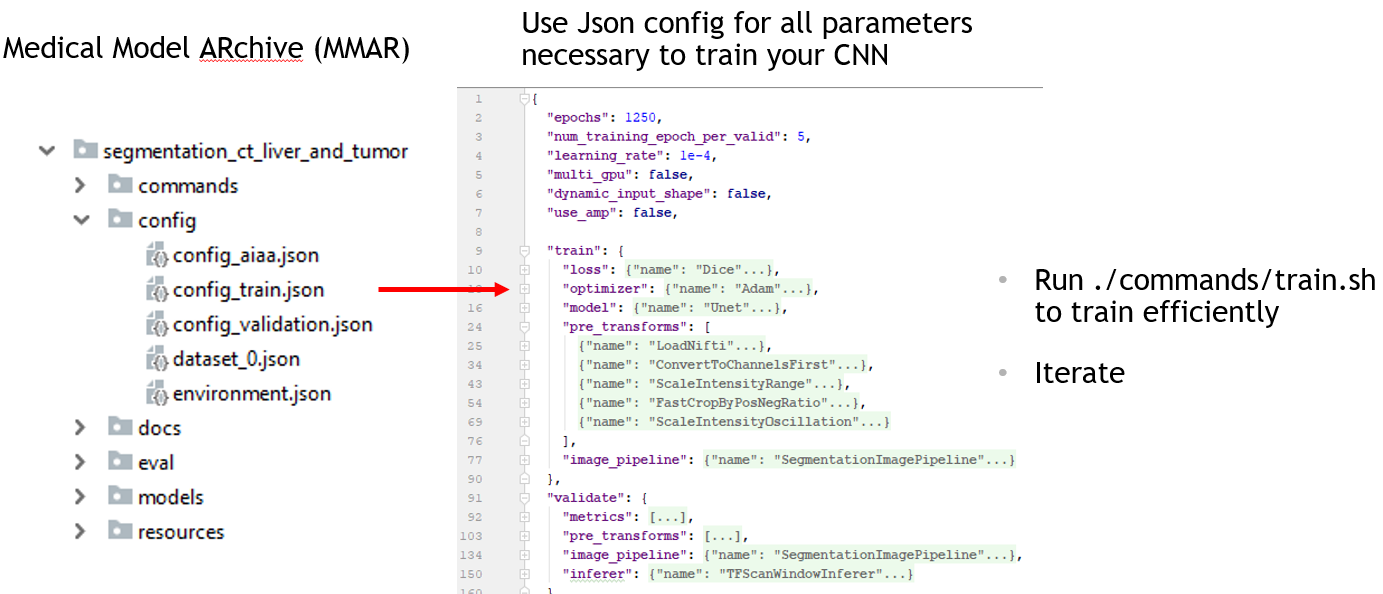 Medical Model ARchive (MMAR)
segmentation_ct_liver_and_tumor
commands
config
config_aiaa.json
config_train.json
config_validation.json
dataset_0.json
environment.json
docs
eval
models
resources
Use Json config for all parameters
necessary to train your CNN
1 {
2 "epochs": 1250,
3 "num_training_epoch_per_valid": 5,
4 "learning_rate": 1e-4,
5 "multi_gpu": false,
6 "dynamic_input_shape": false,
7 "use_amp": false,
8
9 "train": {
10 "loss": {"name": "Dice"...},
"optimizer": {"name": "Adam"...},
16 "model": {"name": "Unet"...},
24 "pre_transforms": [
25 {"name": "LoadNifti"...},
34 {"name": "ConvertToChannelsFirst"...},
43 {"name": "ScaleIntensityRange"...},
54 {"name": "FastCropByPosNegRatio"...},
69 {"name": "ScaleIntensityOscillation"...}
76 ],
77 "image_pipeline": {"name": "SegmentationImagePipeline"...}
90 },
91 "validate": {
92 "metrics": [...],
103 "pre_transforms": [...],
134 "image_pipeline": {"name": "SegmentationImagePipeline"...},
150 "inferer": {"name": "TFScanWindowInferer"...}
160 }
• Run ./commands/train.sh
to train efficiently
• Iterate